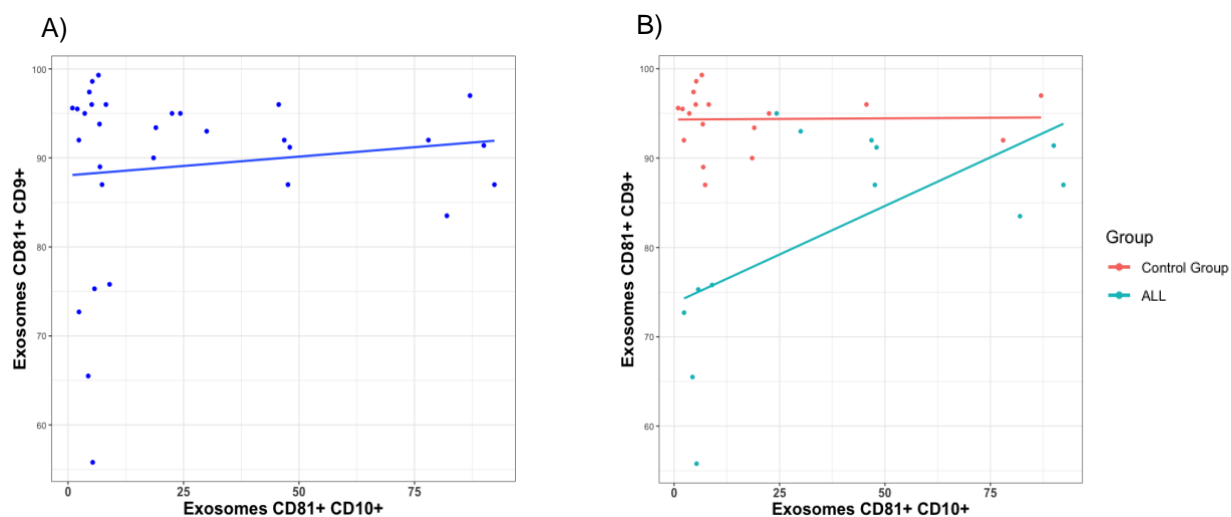 A)
100
90
80
70
60
Exosomes CD81+ CD9+
0
25
50
75
Exosomes CD81+ CD10+
B)
100
90
80
70
60
Exosomes CD81+ CD9+
0
25
50
75
Exosomes CD81+ CD10+
Group
Control Group
ALL